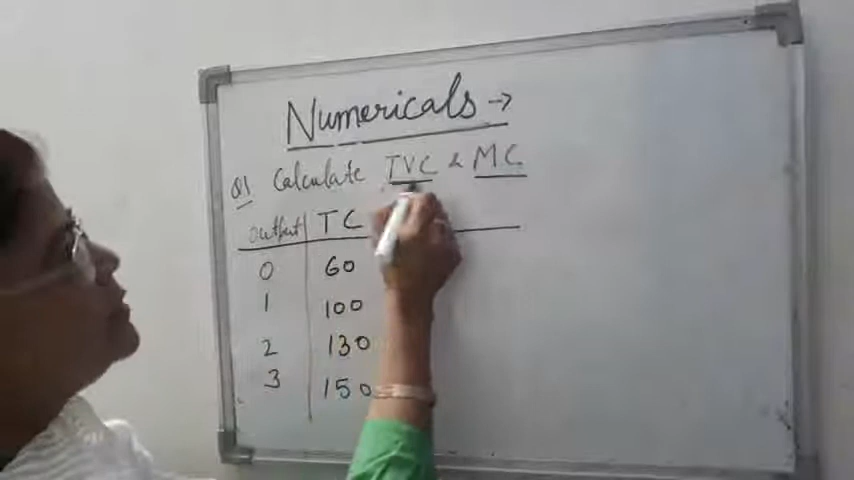 Numericals →
Q1 Calculate TVC & MC
Output TC
0 60
1 100
2 130
3 150